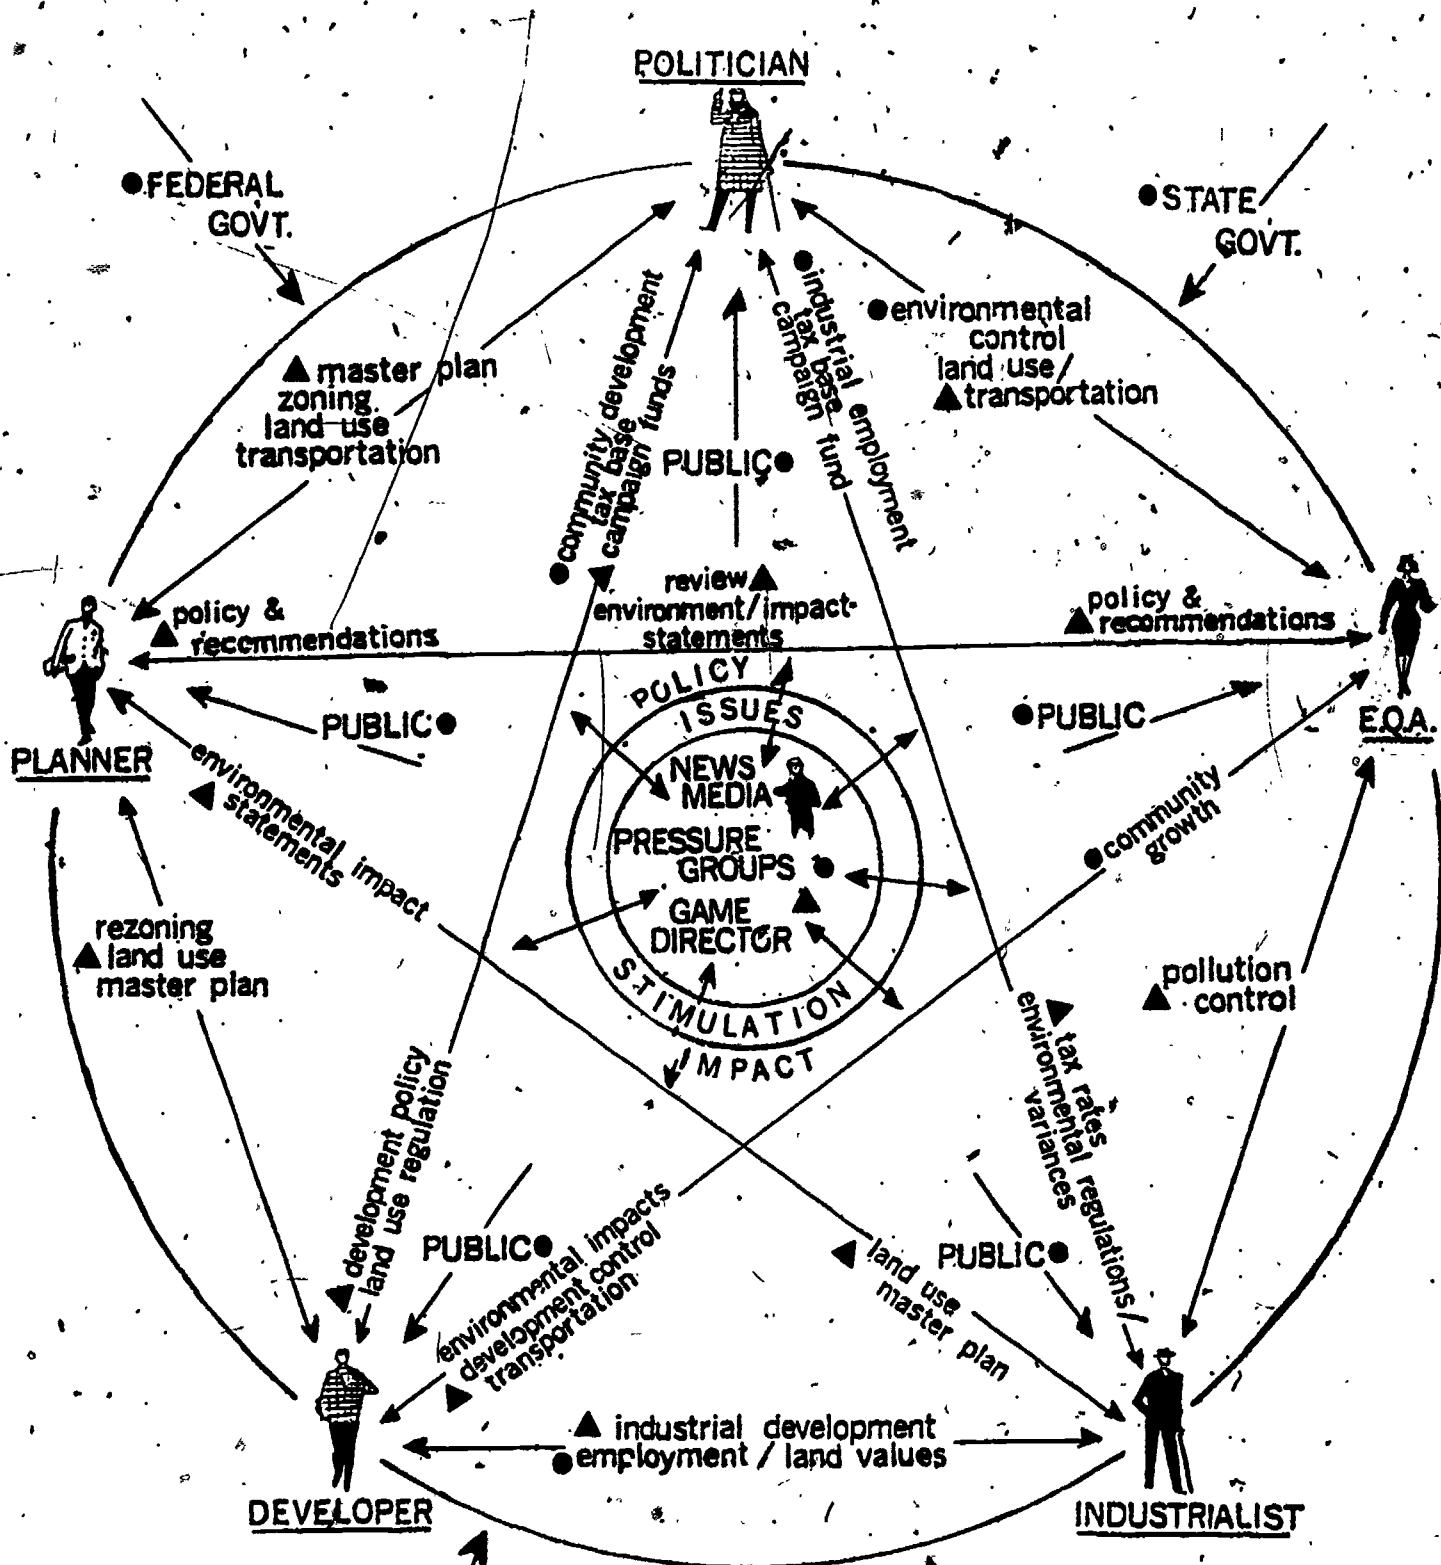 POLITICIAN
●FEDERAL
GOVT.
●STATE
GOVT.
▲ master plan
zoning
land use
transportation
●community development
tax base
▲campaign funds
PUBLIC●
●industrial employment
tax base
campaign fund
●environmental
control
land use/
▲transportation
review▲
environment/impact-
statements
policy &
▲ recommendations
policy &
▲recommendations
PUBLIC●
●PUBLIC
PLANNER
E.Q.A.
POLICY
ISSUES
NEWS
MEDIA
PRESSURE
GROUPS ●
GAME ▲
DIRECTOR
STIMULATION
IMPACT
environmental impact
▲ statements
●community
growth
rezoning
▲land use
master plan
pollution
▲ control
▲ development policy
land use regulation
▲ tax rates
environmental regulations/
variances
PUBLIC●
environmental impacts
development control
▲ transportation
▲ land use
master plan
PUBLIC●
▲ industrial development
●employment / land values
DEVELOPER
INDUSTRIALIST